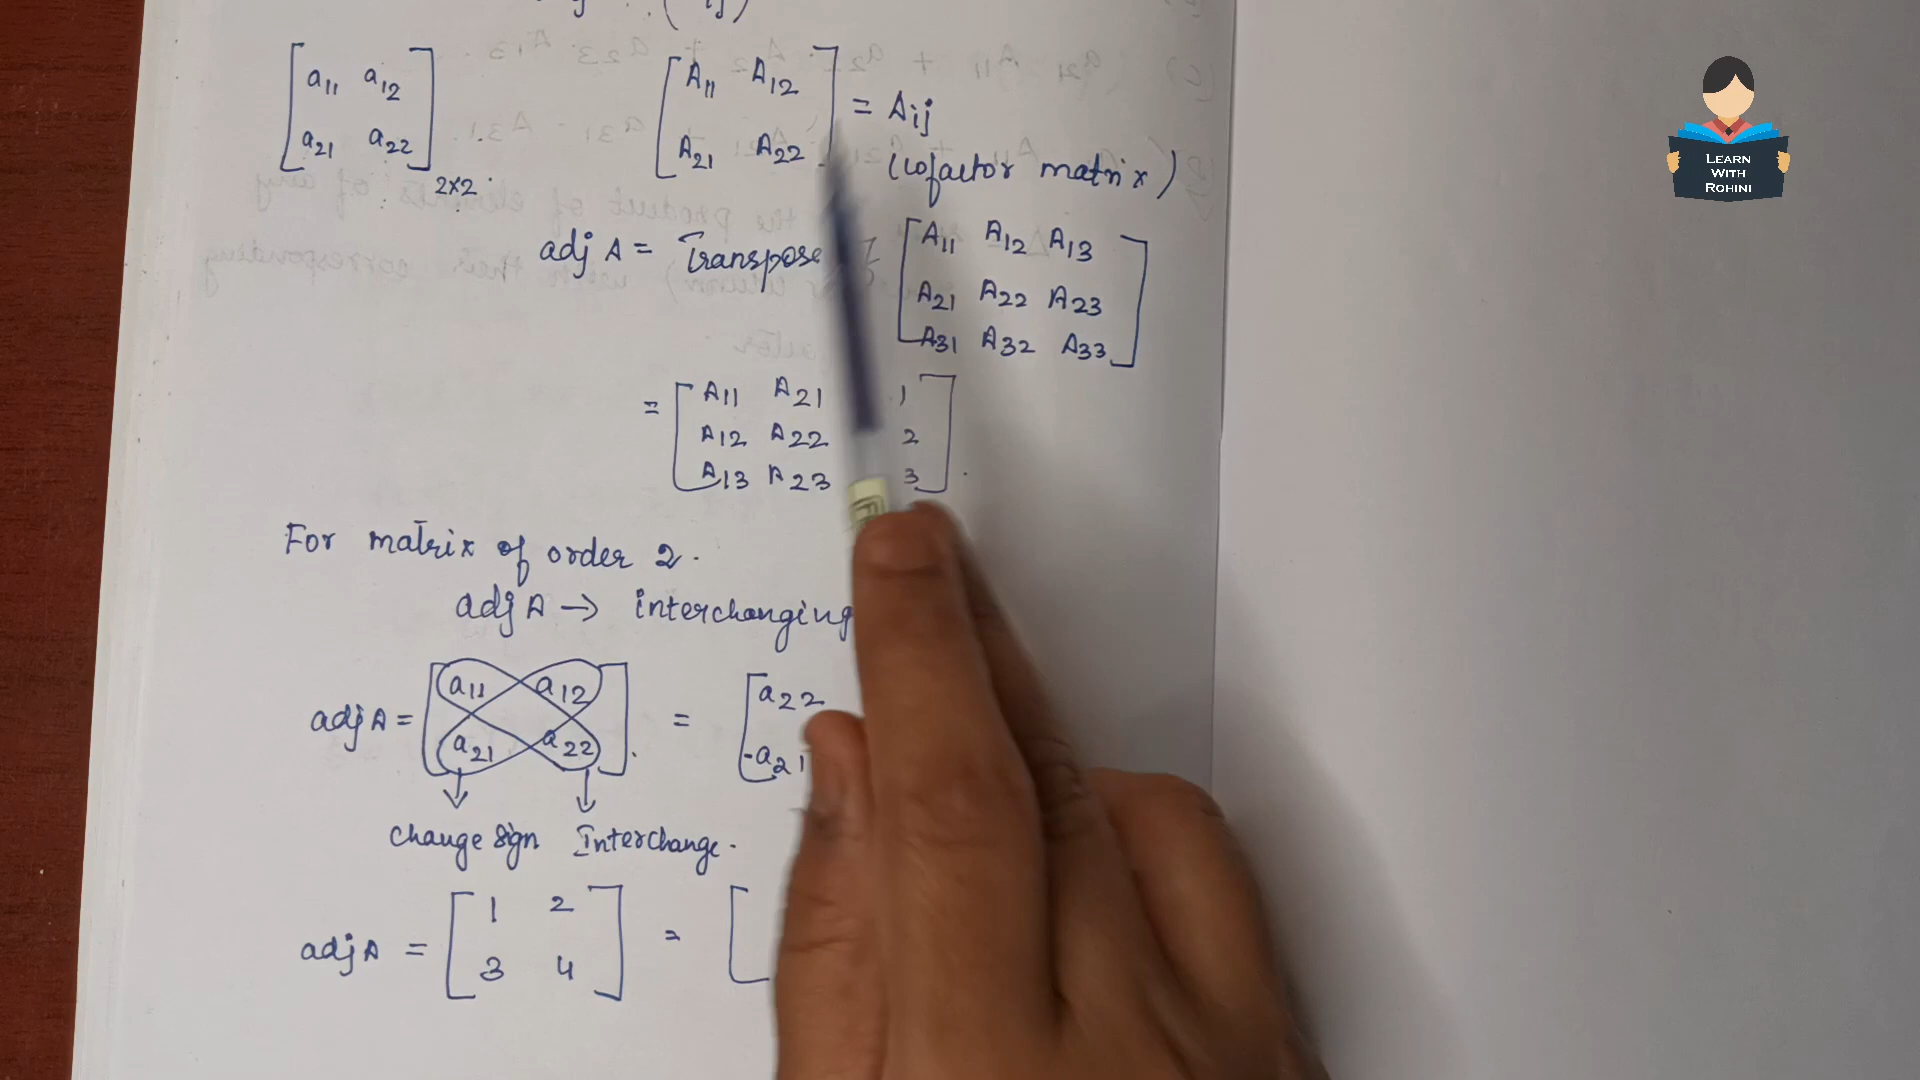 [a11 a12
a21 a22] 2x2.
[A11 A12
A21 A22] = Aij
(cofactor matrix)
adj A = Transpose
[A11 A12 A13
A21 A22 A23
A31 A32 A33]
= [A11 A21 1
A12 A22 2
A13 A23 3].
For matrix of order 2.
adj A → interchanging
adj A = [a11 a12
a21 a22]. = [a22
-a21
Change Sign Interchange.
adj A = [1 2
3 4] = [
LEARN
WITH
ROHINI